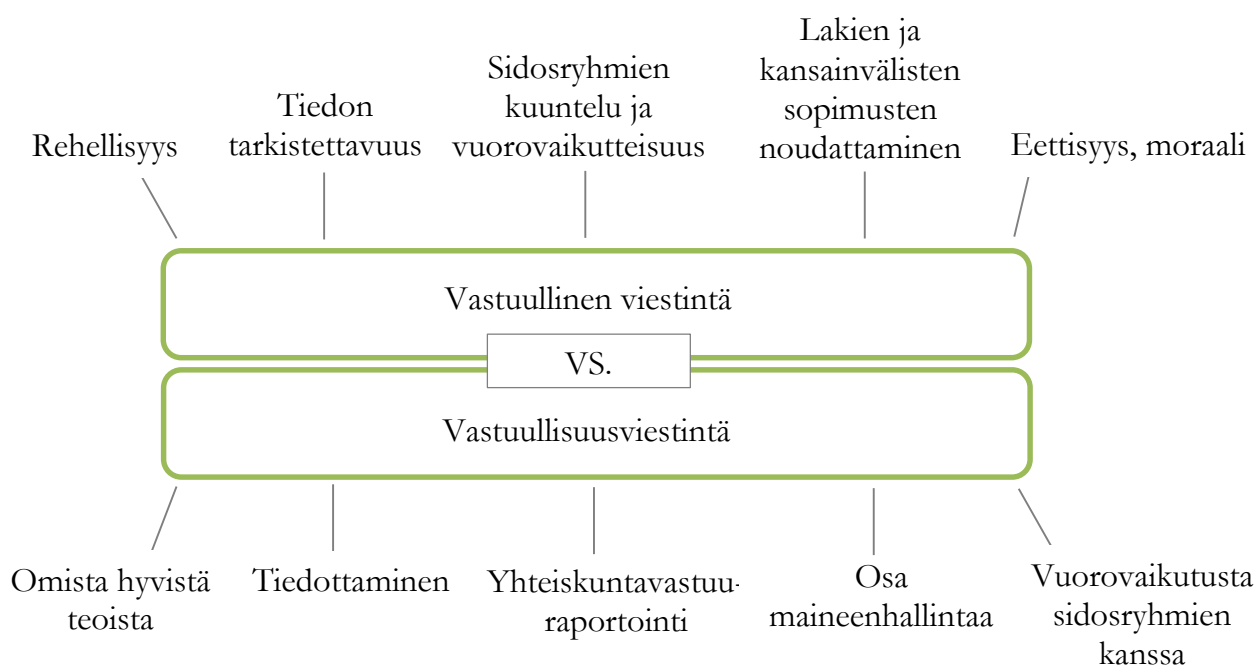 Rehellisyys
Tiedon
tarkistettavuus
Sidosryhmien
kuuntelu ja
vuorovaikutteisuus
Lakien ja
kansainvälisten
sopimusten
noudattaminen
Eettisyys, moraali
Vastuullinen viestintä
VS.
Vastuullisuusviestintä
Omista hyvistä
teoista
Tiedottaminen
Yhteiskuntavastuu-
raportointi
Osa
maineenhallintaa
Vuorovaikutusta
sidosryhmien
kanssa